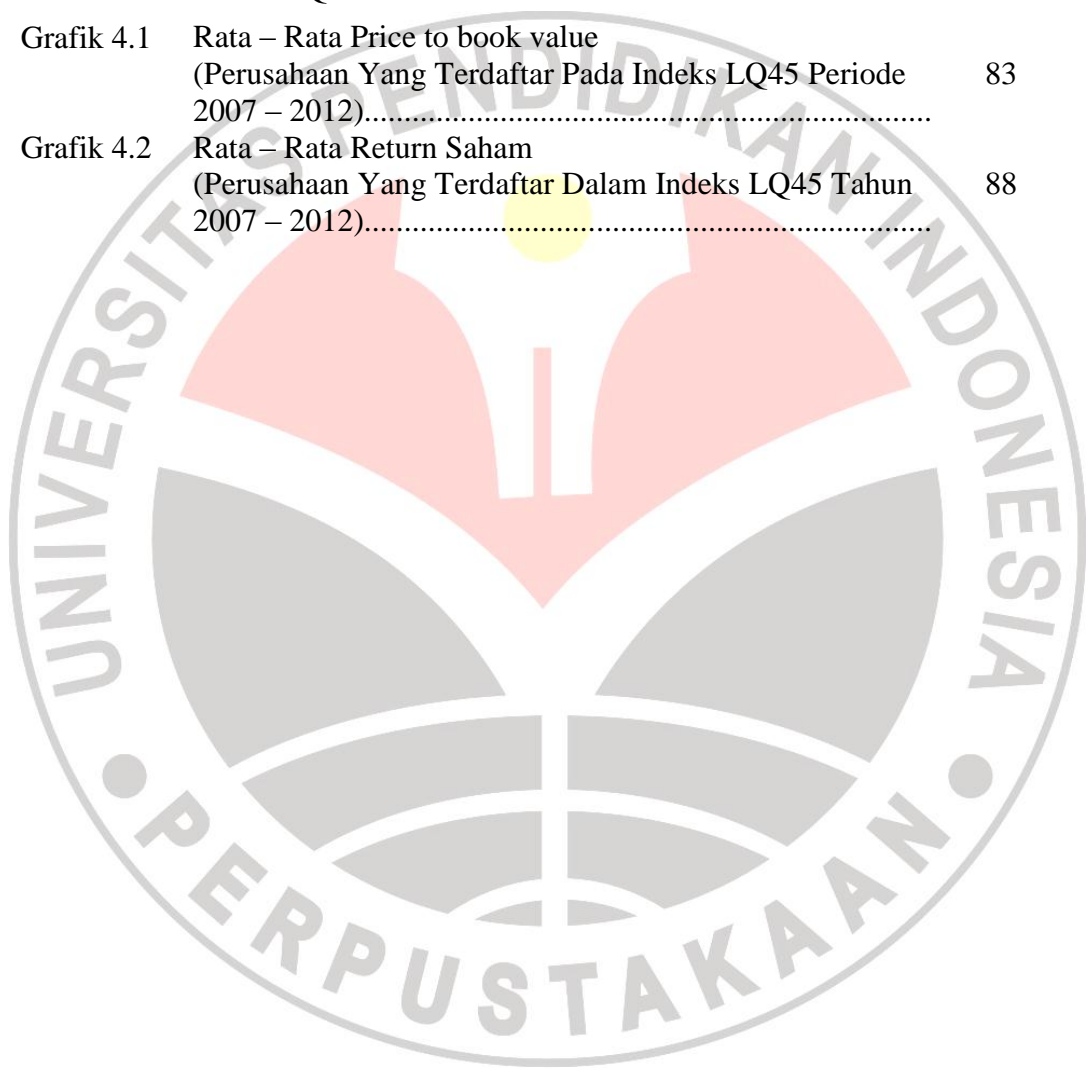 Grafik 4.1 Rata – Rata Price to book value
(Perusahaan Yang Terdaftar Pada Indeks LQ45 Periode 83
2007 – 2012)............................................................
Grafik 4.2 Rata – Rata Return Saham
(Perusahaan Yang Terdaftar Dalam Indeks LQ45 Tahun 88
2007 – 2012)............................................................
UNIVERSITAS PENDIDIKAN INDONESIA
PERPUSTAKAAN